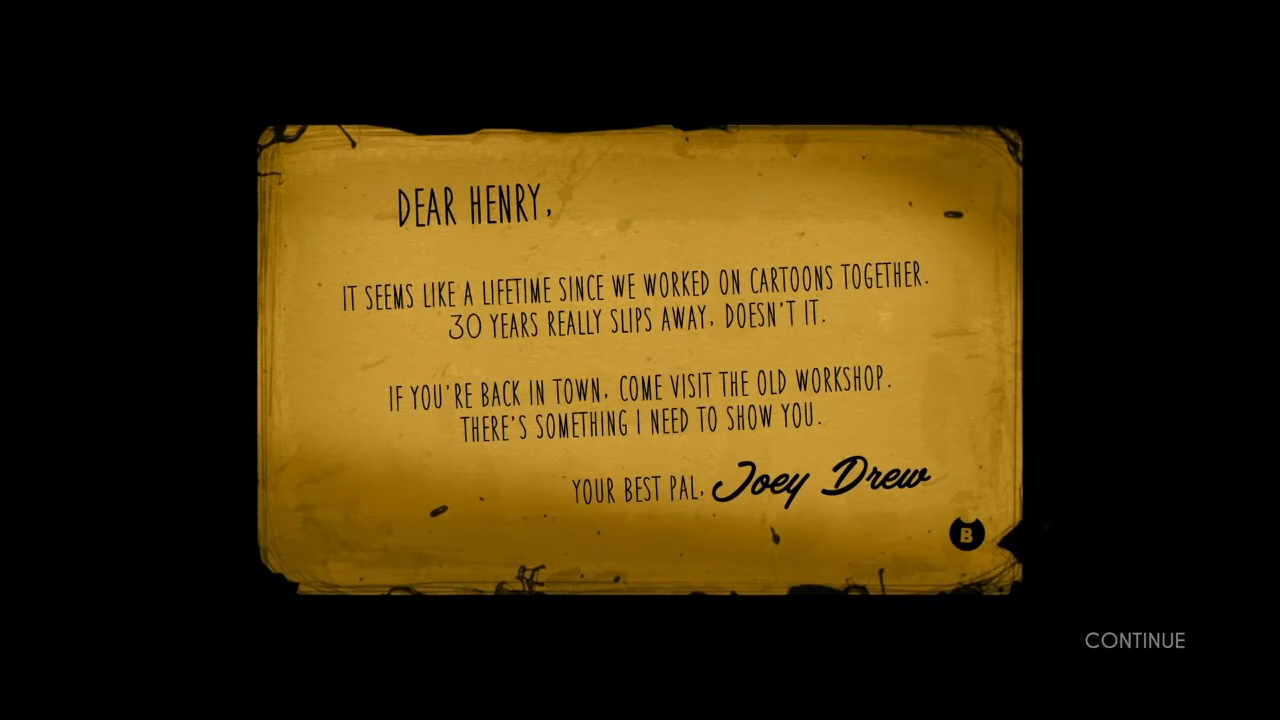 DEAR HENRY,
IT SEEMS LIKE A LIFETIME SINCE WE WORKED ON CARTOONS TOGETHER.
30 YEARS REALLY SLIPS AWAY, DOESN'T IT.
IF YOU'RE BACK IN TOWN, COME VISIT THE OLD WORKSHOP.
THERE'S SOMETHING I NEED TO SHOW YOU.
YOUR BEST PAL, Joey Drew
B
CONTINUE